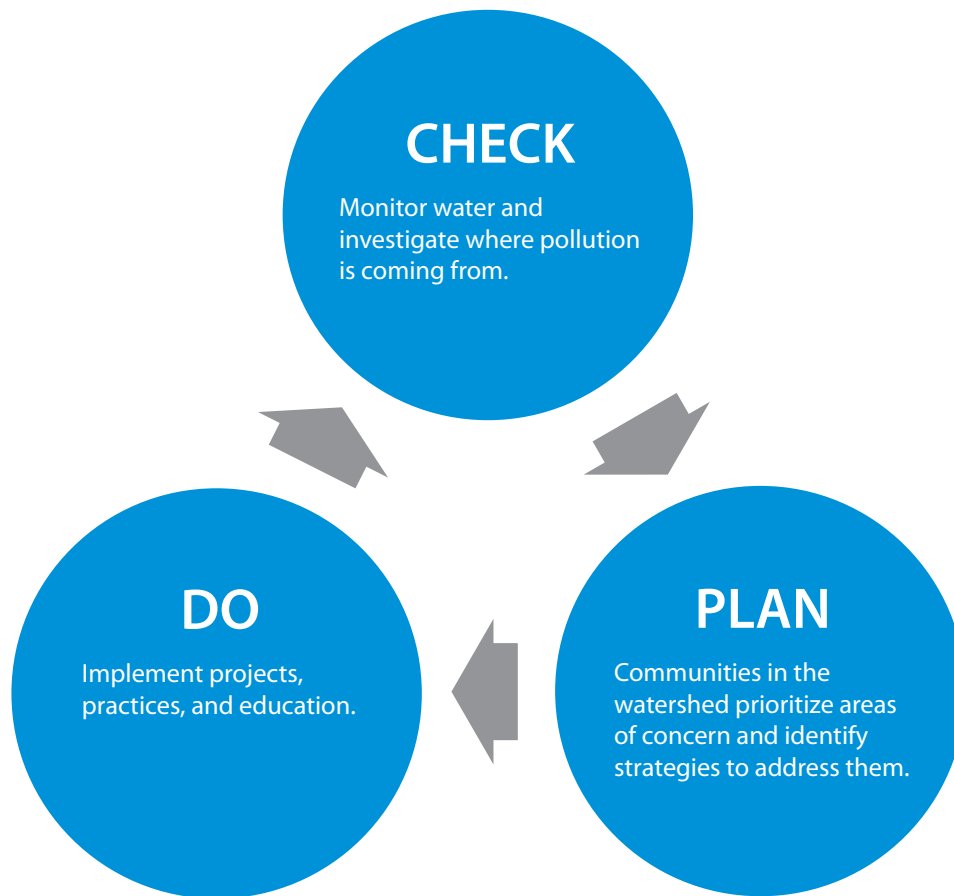 CHECK
Monitor water and
investigate where pollution
is coming from.
DO
Implement projects,
practices, and education.
PLAN
Communities in the
watershed prioritize areas
of concern and identify
strategies to address them.